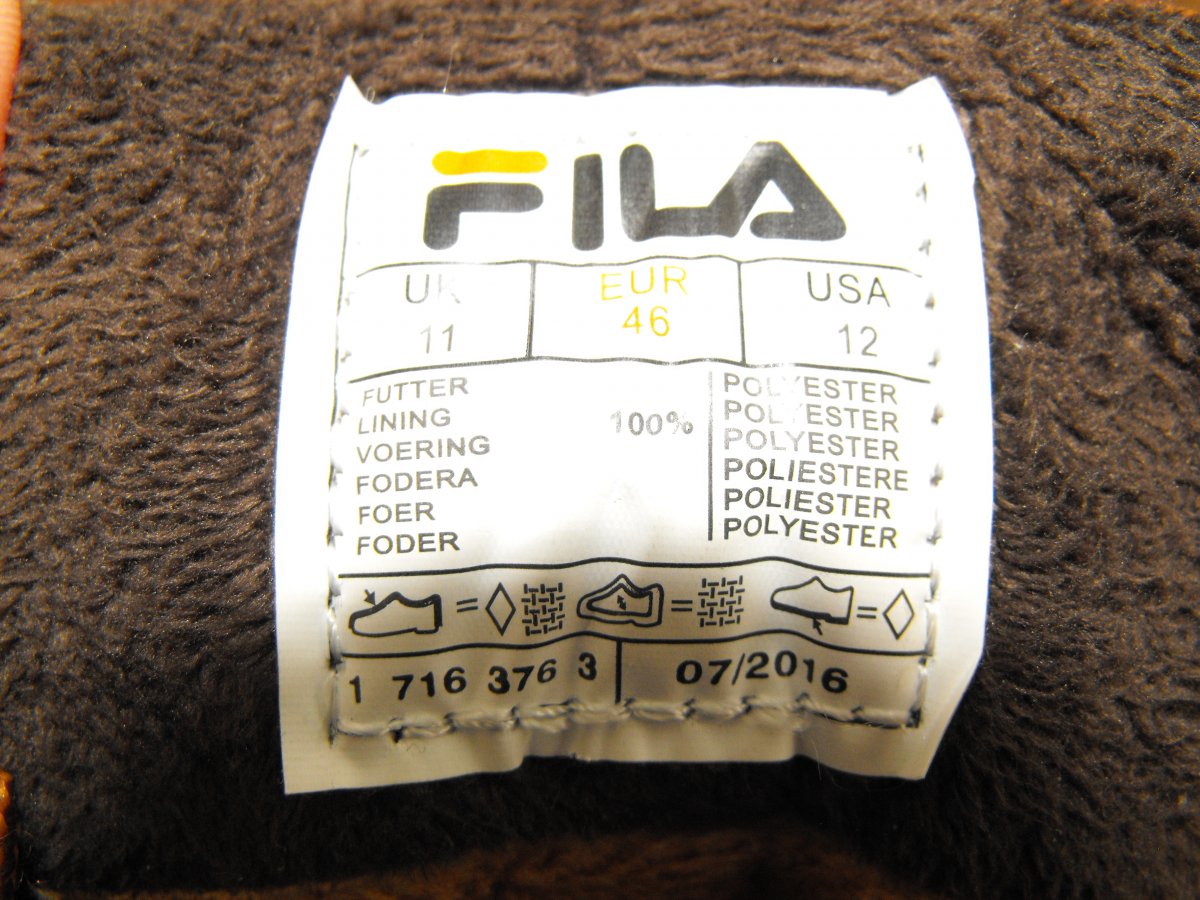 FILA
UK EUR USA
11 46 12
FUTTER POLYESTER
LINING 100% POLYESTER
VOERING POLYESTER
FODERA POLIESTERE
FOER POLIESTER
FODER POLYESTER
= =  =
1 716 376 3 07/2016